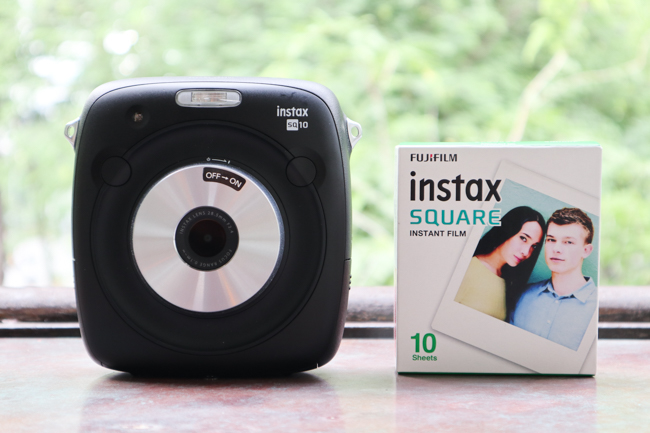 instax
SQ10
OFF→ON
FUJIFILM
instax
SQUARE
INSTANT FILM
10
Sheets